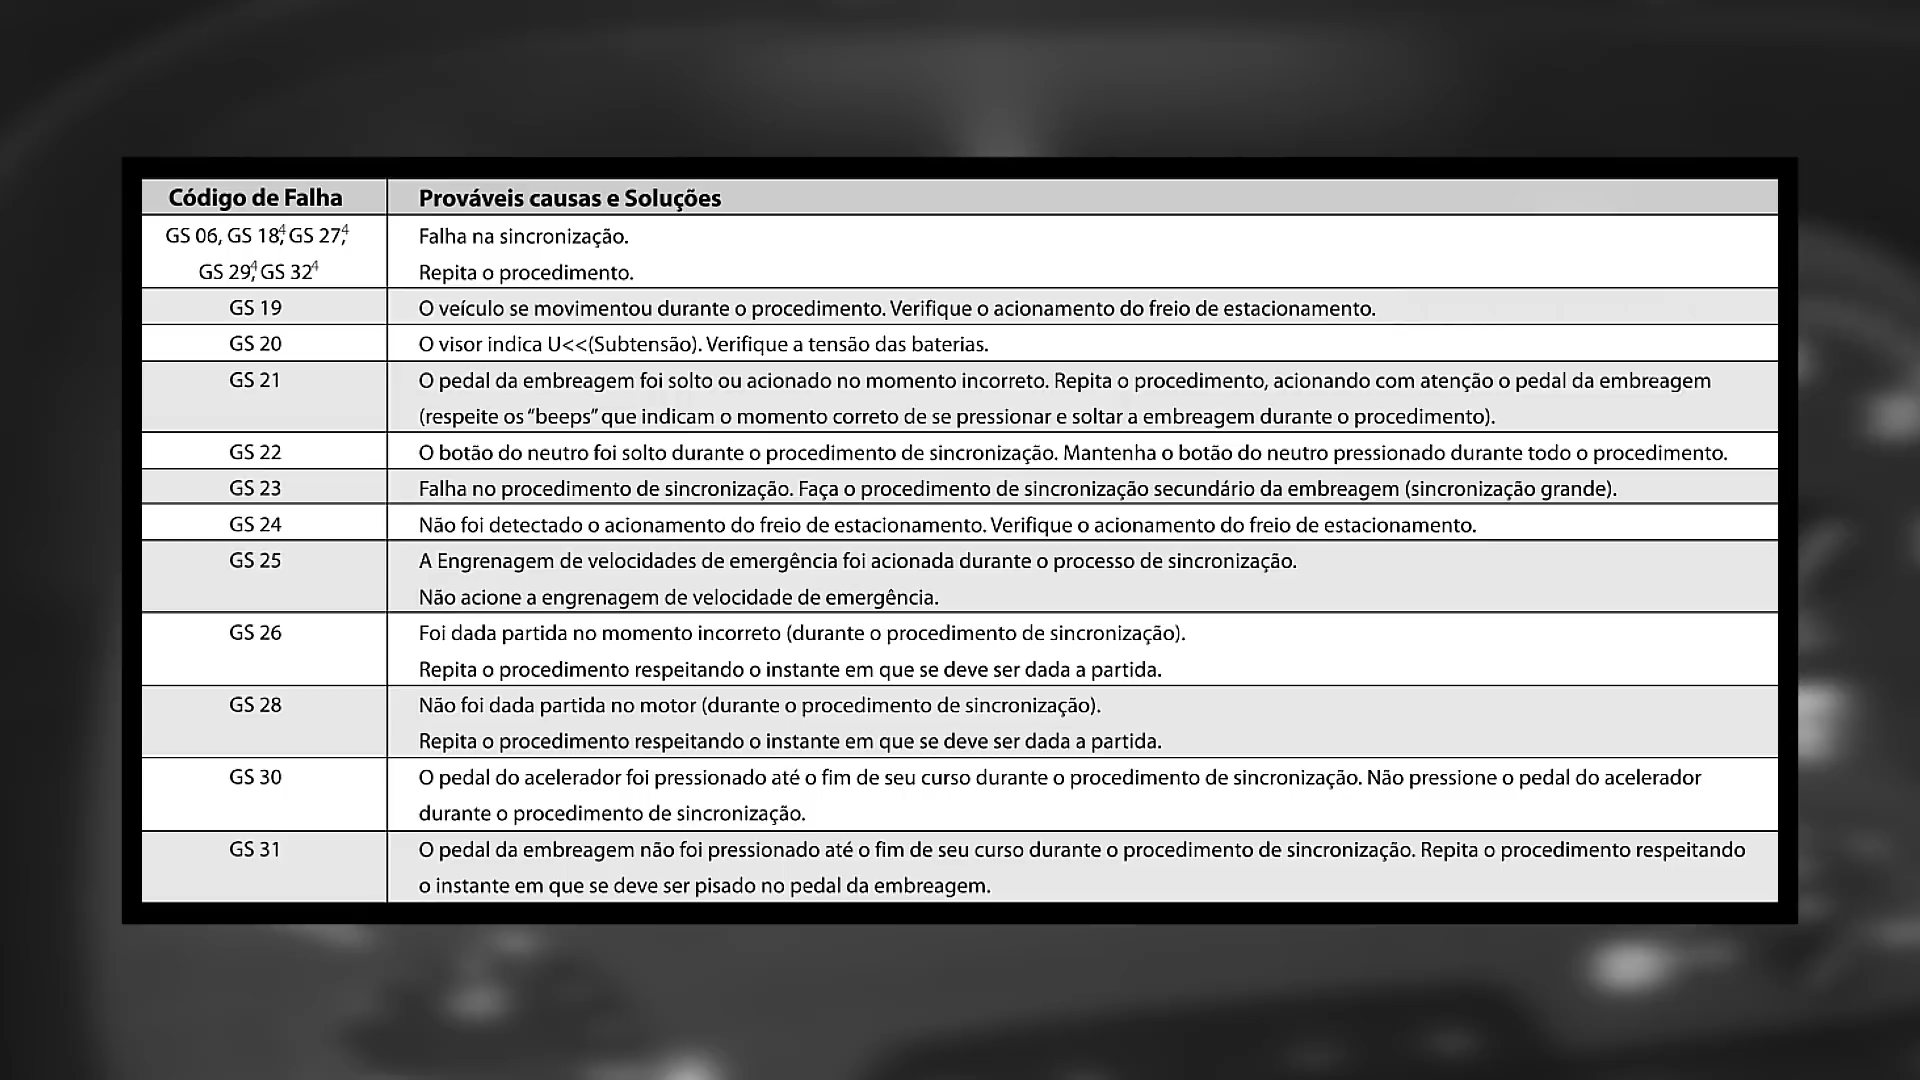 Código de Falha Prováveis causas e Soluções
GS 06, GS 18⁴, GS 27⁴, Falha na sincronização.
GS 29⁴, GS 32⁴ Repita o procedimento.
GS 19 O veículo se movimentou durante o procedimento. Verifique o acionamento do freio de estacionamento.
GS 20 O visor indica U<<(Subtensão). Verifique a tensão das baterias.
GS 21 O pedal da embreagem foi solto ou acionado no momento incorreto. Repita o procedimento, acionando com atenção o pedal da embreagem
(respeite os “beeps” que indicam o momento correto de se pressionar e soltar a embreagem durante o procedimento).
GS 22 O botão do neutro foi solto durante o procedimento de sincronização. Mantenha o botão do neutro pressionado durante todo o procedimento.
GS 23 Falha no procedimento de sincronização. Faça o procedimento de sincronização secundário da embreagem (sincronização grande).
GS 24 Não foi detectado o acionamento do freio de estacionamento. Verifique o acionamento do freio de estacionamento.
GS 25 A Engrenagem de velocidades de emergência foi acionada durante o processo de sincronização.
Não acione a engrenagem de velocidade de emergência.
GS 26 Foi dada partida no momento incorreto (durante o procedimento de sincronização).
Repita o procedimento respeitando o instante em que se deve ser dada a partida.
GS 28 Não foi dada partida no motor (durante o procedimento de sincronização).
Repita o procedimento respeitando o instante em que se deve ser dada a partida.
GS 30 O pedal do acelerador foi pressionado até o fim de seu curso durante o procedimento de sincronização. Não pressione o pedal do acelerador
durante o procedimento de sincronização.
GS 31 O pedal da embreagem não foi pressionado até o fim de seu curso durante o procedimento de sincronização. Repita o procedimento respeitando
o instante em que se deve ser pisado no pedal da embreagem.